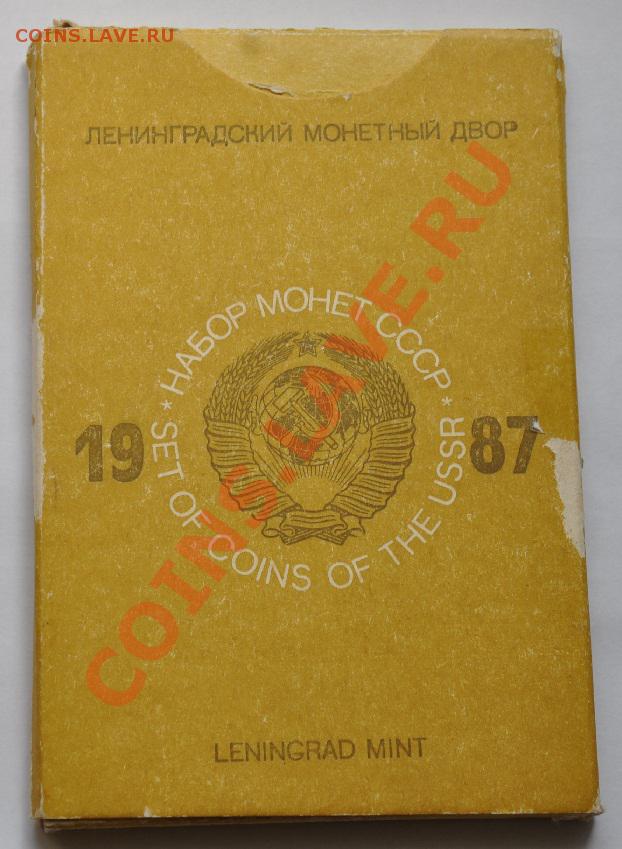 COINS.LAVE.RU
ЛЕНИНГРАДСКИЙ МОНЕТНЫЙ ДВОР
* НАБОР МОНЕТ СССР *
19 87
SET OF COINS OF THE USSR
LENINGRAD MINT
COINS.LAVE.RU